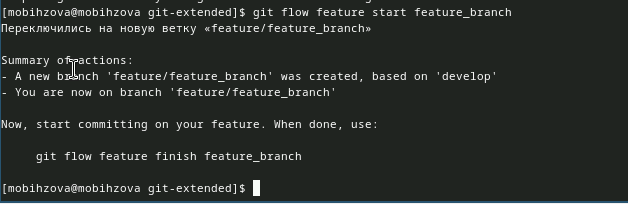 [mobihzova@mobihzova git-extended]$ git flow feature start feature_branch
Переключились на новую ветку «feature/feature_branch»
Summary of actions:
- A new branch 'feature/feature_branch' was created, based on 'develop'
- You are now on branch 'feature/feature_branch'
Now, start committing on your feature. When done, use:
git flow feature finish feature_branch
[mobihzova@mobihzova git-extended]$